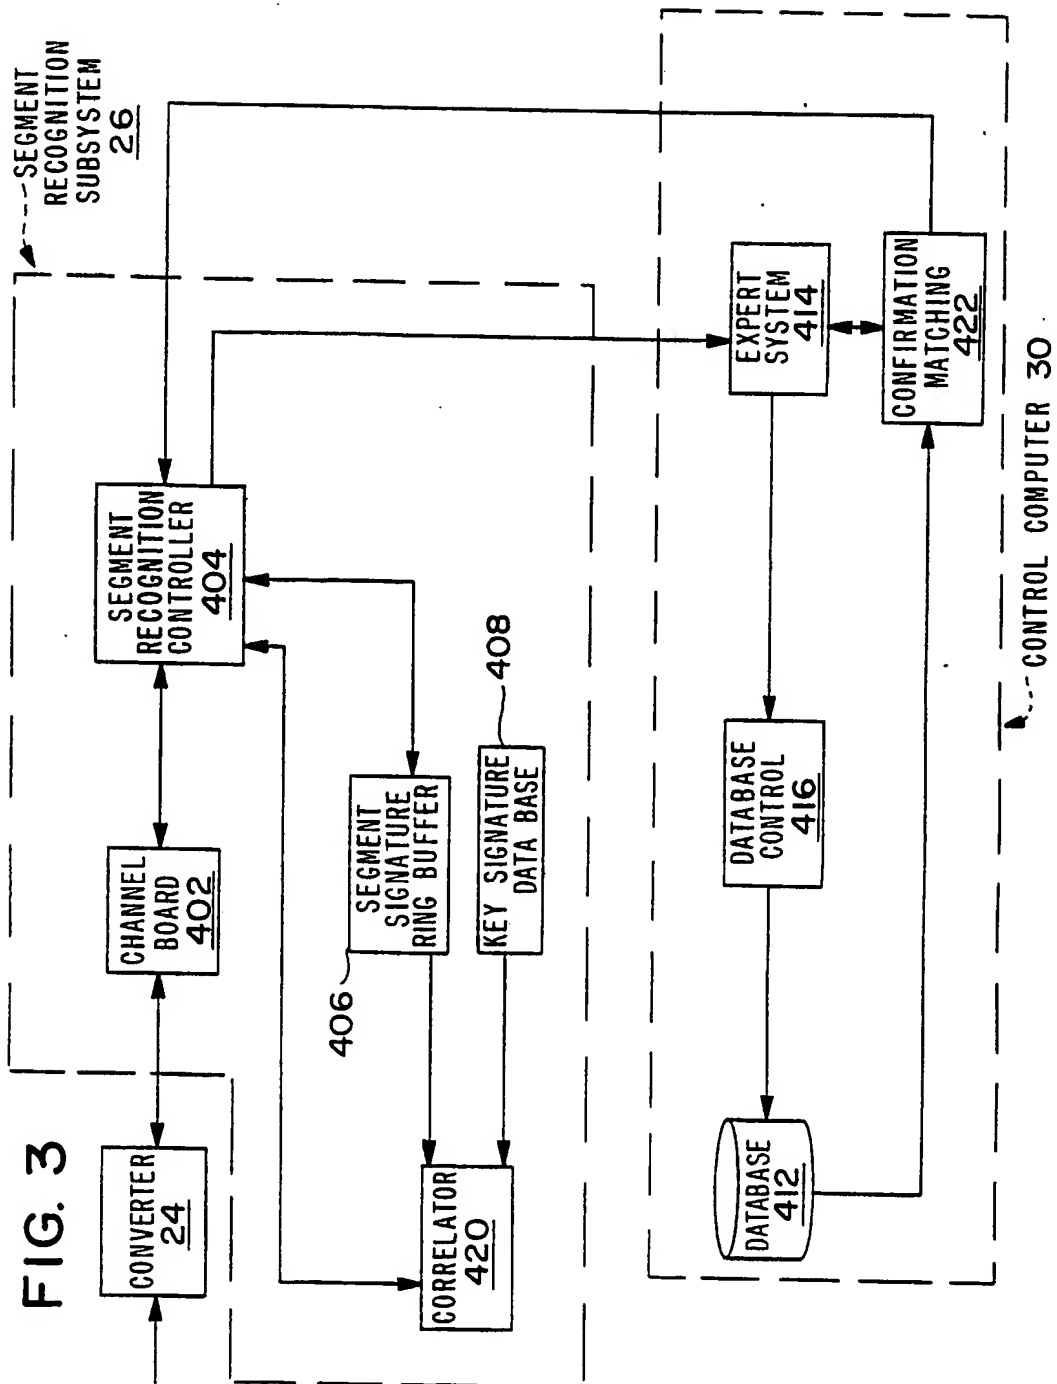 FIG. 3
SEGMENT
RECOGNITION
SUBSYSTEM
26
CONVERTER
24
CHANNEL
BOARD
402
SEGMENT
RECOGNITION
CONTROLLER
404
406
SEGMENT
SIGNATURE
RING BUFFER
KEY SIGNATURE
DATA BASE
408
CORRELATOR
420
EXPERT
SYSTEM
414
DATABASE
CONTROL
416
DATABASE
412
CONFIRMATION
MATCHING
422
CONTROL COMPUTER 30